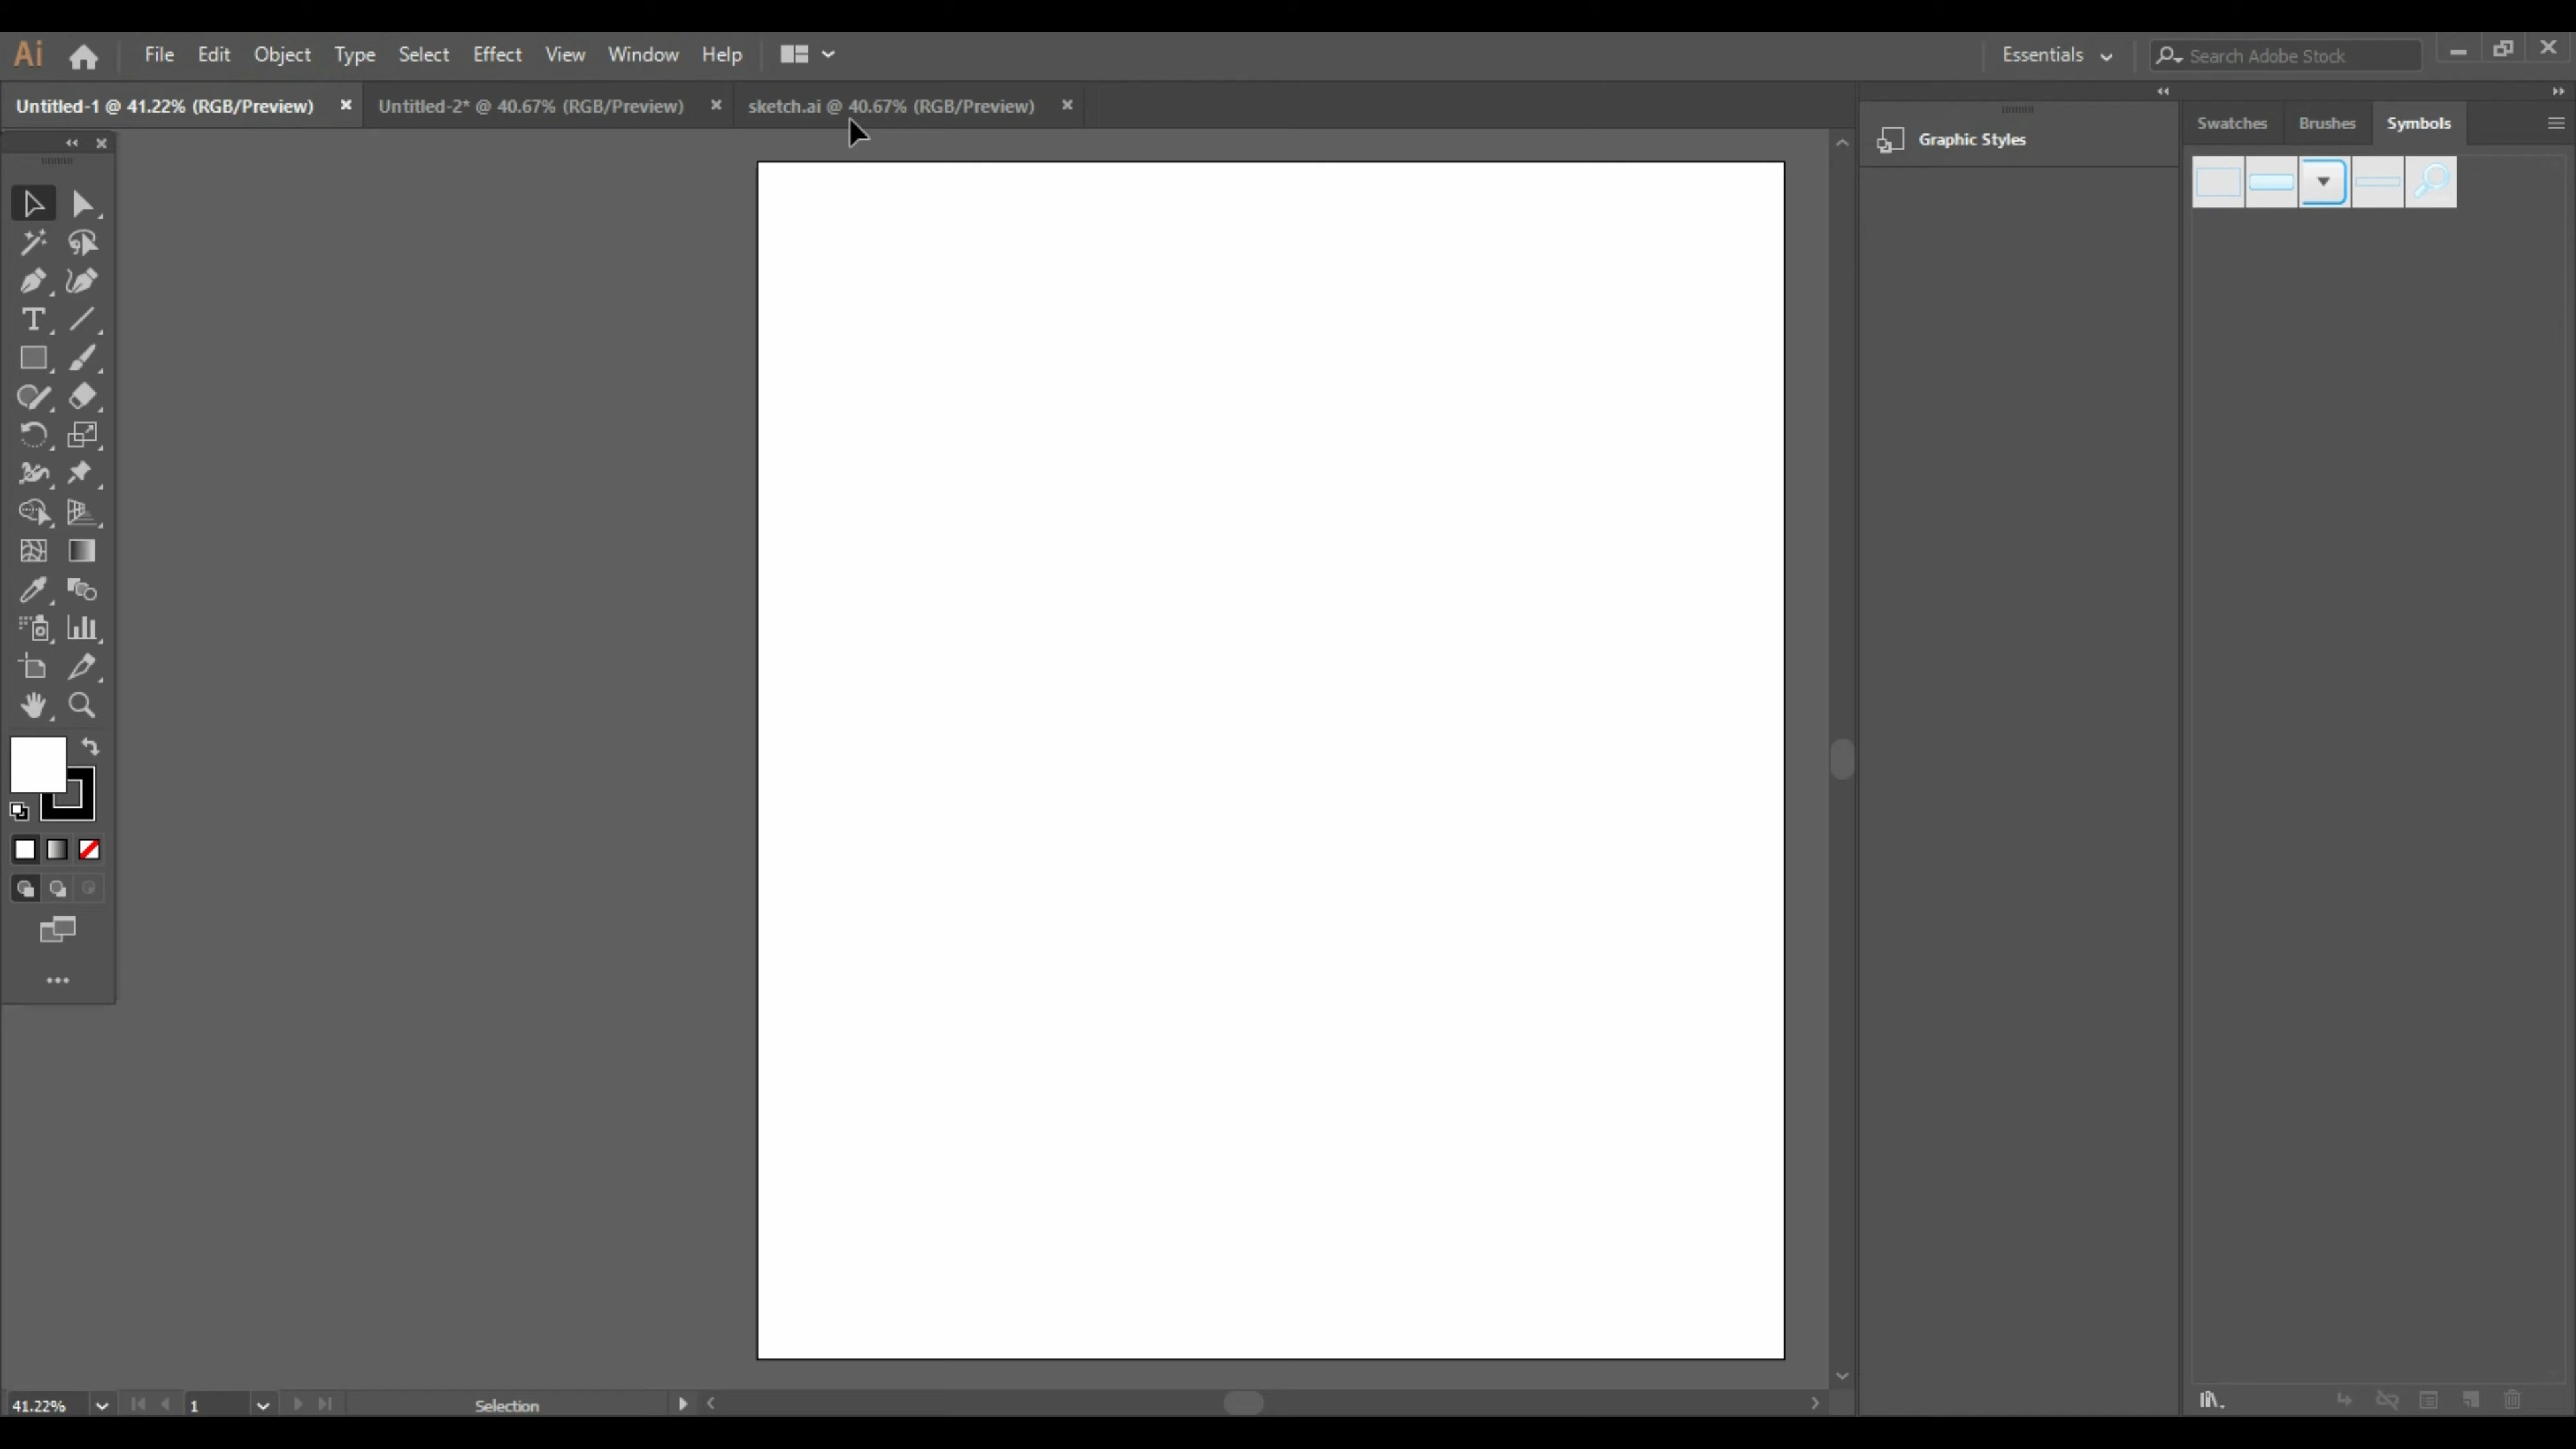 Ai File Edit Object Type Select Effect View Window Help Essentials Search Adobe Stock
Untitled-1 @ 41.22% (RGB/Preview) Untitled-2* @ 40.67% (RGB/Preview) sketch.ai @ 40.67% (RGB/Preview)
Graphic Styles
Swatches Brushes Symbols
41.22% 1 Selection